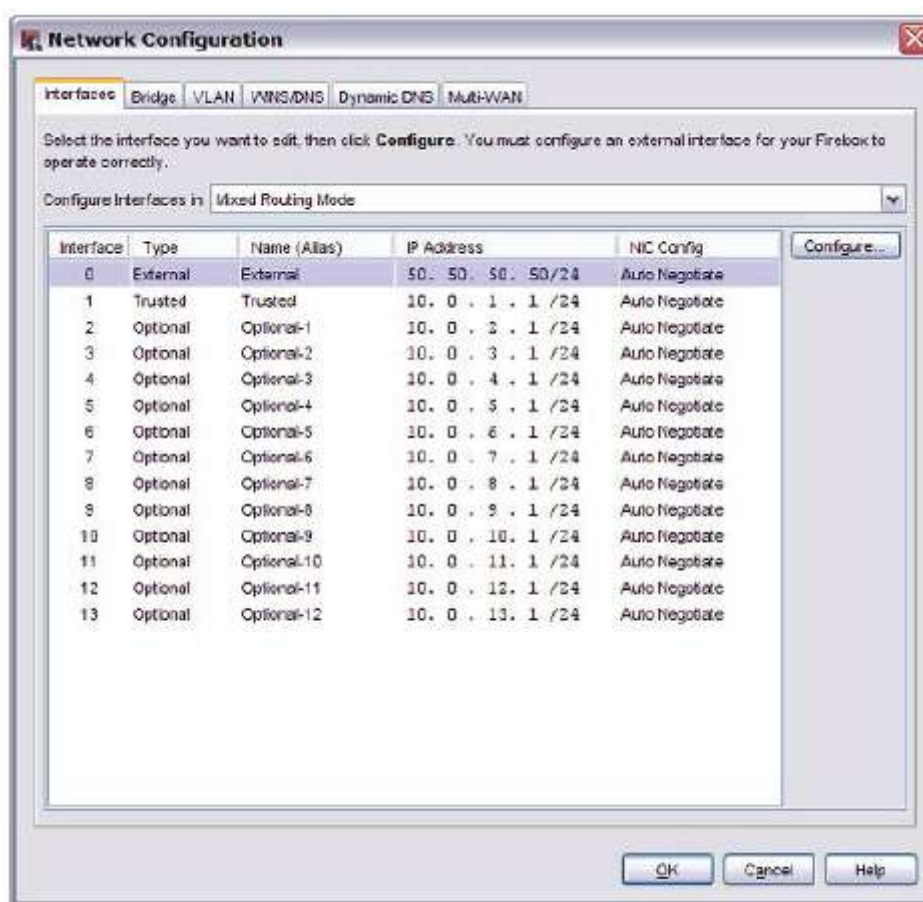 Network Configuration
Interfaces Bridge VLAN WINS/DNS Dynamic DNS Multi-WAN
Select the interface you want to edit, then click Configure. You must configure an external interface for your Firebox to
operate correctly.
Configure Interfaces in Mixed Routing Mode
Interface Type Name (Alias) IP Address NIC Config Configure...
0 External External 50. 50. 50. 50/24 Auto Negotiate
1 Trusted Trusted 10. 0 . 1 . 1 /24 Auto Negotiate
2 Optional Optional-1 10. 0 . 2 . 1 /24 Auto Negotiate
3 Optional Optional-2 10. 0 . 3 . 1 /24 Auto Negotiate
4 Optional Optional-3 10. 0 . 4 . 1 /24 Auto Negotiate
5 Optional Optional-4 10. 0 . 5 . 1 /24 Auto Negotiate
6 Optional Optional-5 10. 0 . 6 . 1 /24 Auto Negotiate
7 Optional Optional-6 10. 0 . 7 . 1 /24 Auto Negotiate
8 Optional Optional-7 10. 0 . 8 . 1 /24 Auto Negotiate
9 Optional Optional-8 10. 0 . 9 . 1 /24 Auto Negotiate
10 Optional Optional-9 10. 0 . 10. 1 /24 Auto Negotiate
11 Optional Optional-10 10. 0 . 11. 1 /24 Auto Negotiate
12 Optional Optional-11 10. 0 . 12. 1 /24 Auto Negotiate
13 Optional Optional-12 10. 0 . 13. 1 /24 Auto Negotiate
OK Cancel Help